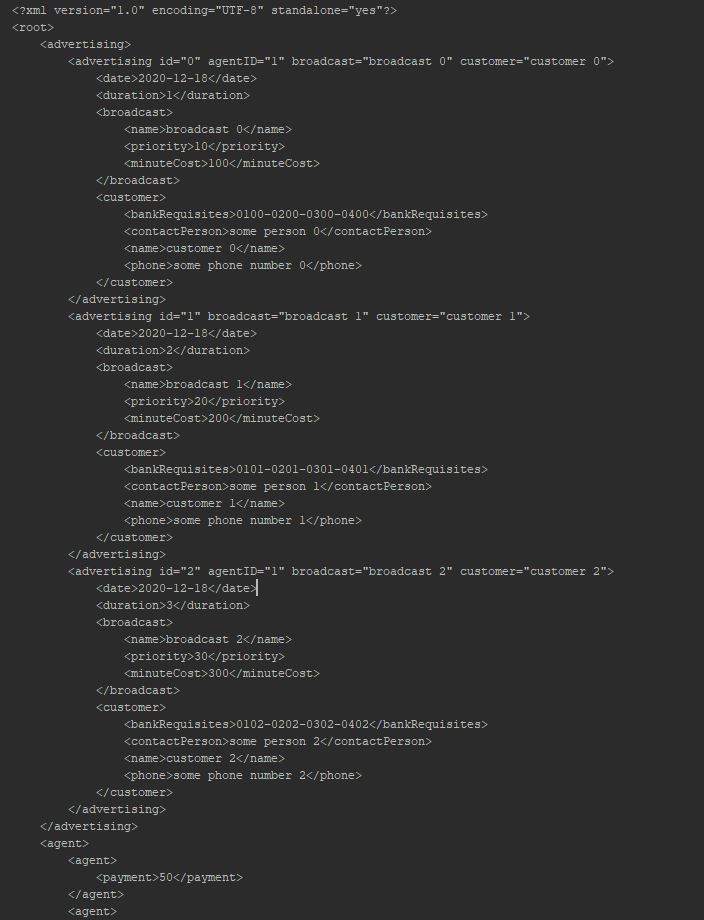 <?xml version="1.0" encoding="UTF-8" standalone="yes"?>
<root>
    <advertising>
        <advertising id="0" agentID="1" broadcast="broadcast 0" customer="customer 0">
            <date>2020-12-18</date>
            <duration>1</duration>
            <broadcast>
                <name>broadcast 0</name>
                <priority>10</priority>
                <minuteCost>100</minuteCost>
            </broadcast>
            <customer>
                <bankRequisites>0100-0200-0300-0400</bankRequisites>
                <contactPerson>some person 0</contactPerson>
                <name>customer 0</name>
                <phone>some phone number 0</phone>
            </customer>
        </advertising>
        <advertising id="1" broadcast="broadcast 1" customer="customer 1">
            <date>2020-12-18</date>
            <duration>2</duration>
            <broadcast>
                <name>broadcast 1</name>
                <priority>20</priority>
                <minuteCost>200</minuteCost>
            </broadcast>
            <customer>
                <bankRequisites>0101-0201-0301-0401</bankRequisites>
                <contactPerson>some person 1</contactPerson>
                <name>customer 1</name>
                <phone>some phone number 1</phone>
            </customer>
        </advertising>
        <advertising id="2" agentID="1" broadcast="broadcast 2" customer="customer 2">
            <date>2020-12-18</date>
            <duration>3</duration>
            <broadcast>
                <name>broadcast 2</name>
                <priority>30</priority>
                <minuteCost>300</minuteCost>
            </broadcast>
            <customer>
                <bankRequisites>0102-0202-0302-0402</bankRequisites>
                <contactPerson>some person 2</contactPerson>
                <name>customer 2</name>
                <phone>some phone number 2</phone>
            </customer>
        </advertising>
    </advertising>
    <agent>
        <agent>
            <payment>50</payment>
        </agent>
        <agent>